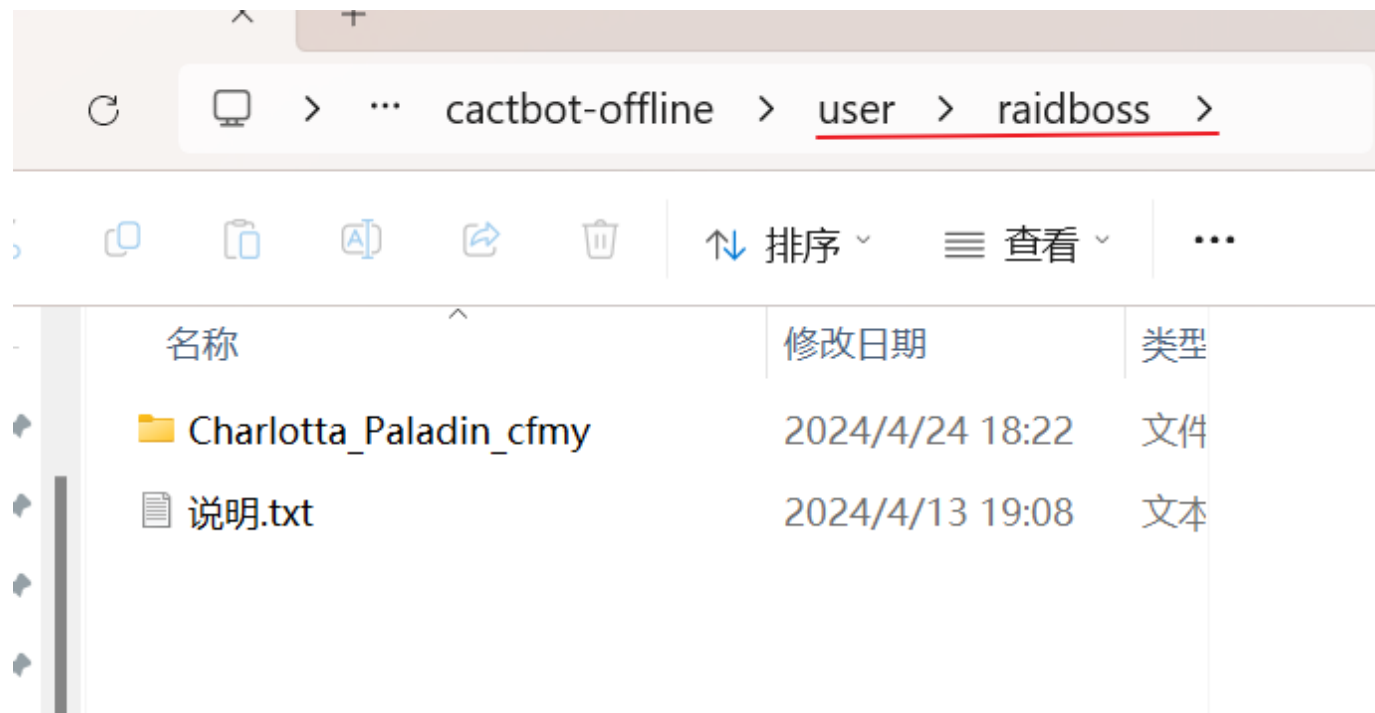 … cactbot-offline > user > raidboss >
排序 查看 …
名称 修改日期 类型
Charlotta_Paladin_cfmy 2024/4/24 18:22 文件
说明.txt 2024/4/13 19:08 文本